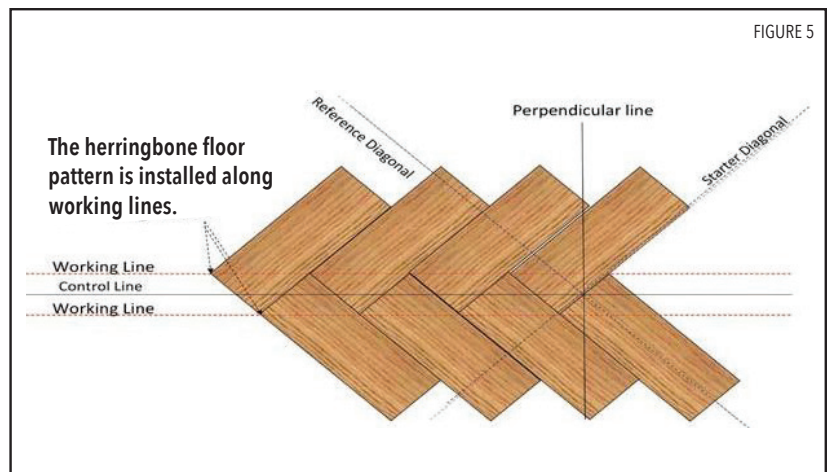 FIGURE 5
Reference Diagonal
Perpendicular line
Starter Diagonal
The herringbone floor
pattern is installed along
working lines.
Working Line
Control Line
Working Line